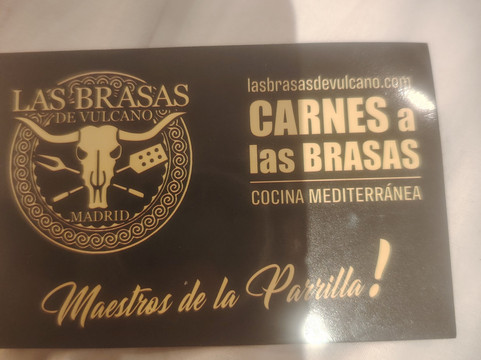 LAS BRASAS
DE VULCANO
MADRID
lasbrasasdevulcano.com
CARNES a
las BRASAS
COCINA MEDITERRÁNEA
Maestros de la Parrilla!